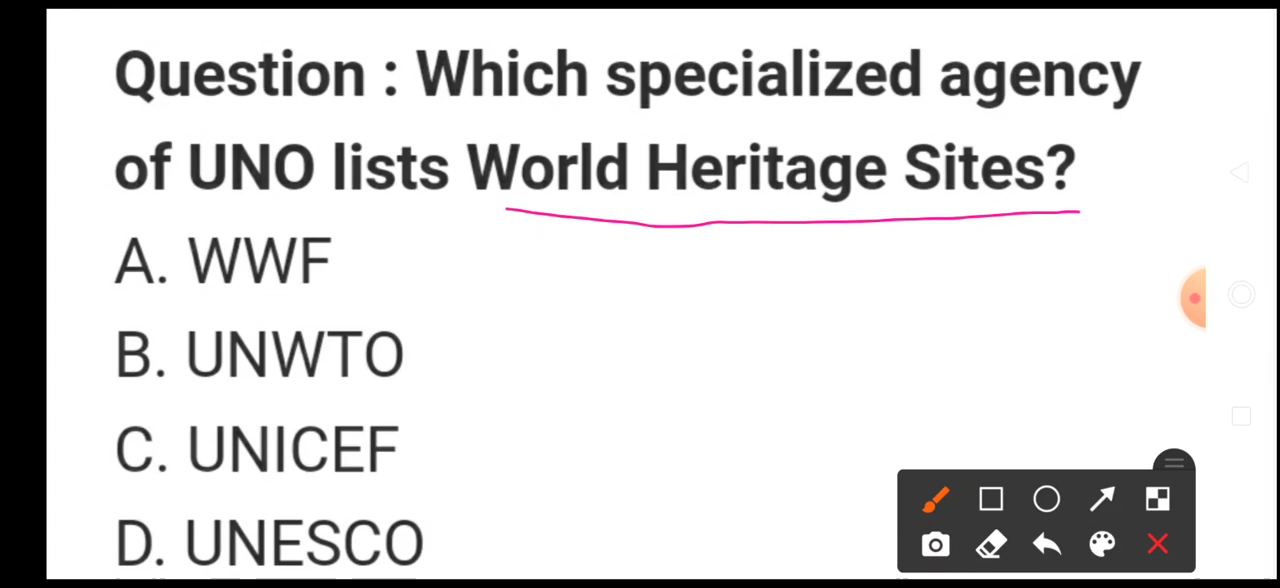 Question : Which specialized agency
of UNO lists World Heritage Sites?
A. WWF
B. UNWTO
C. UNICEF
D. UNESCO